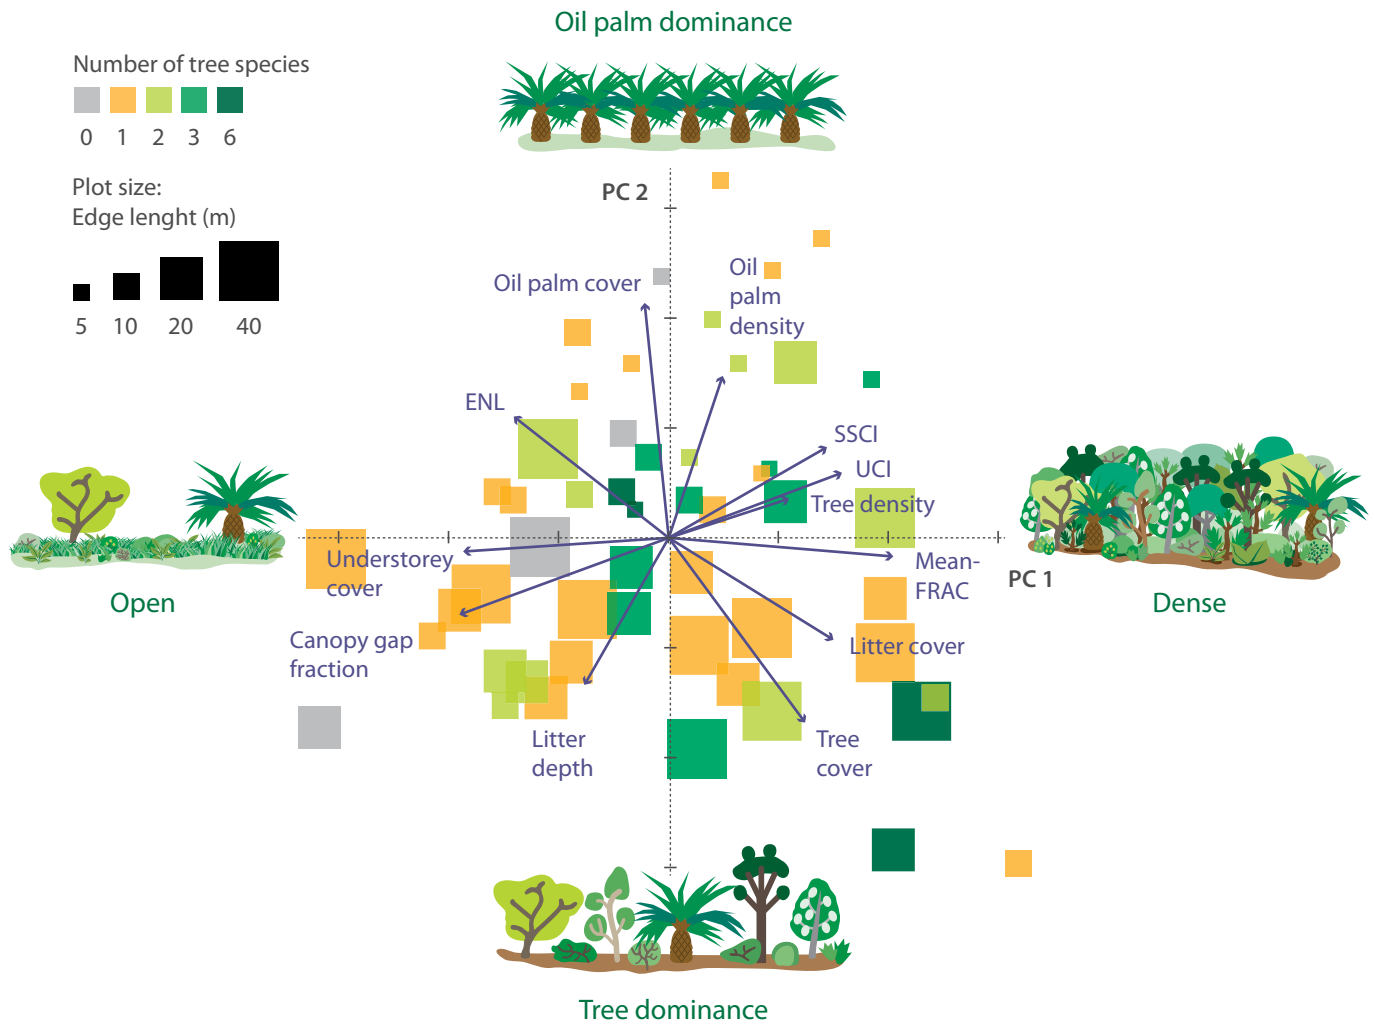 Oil palm dominance
Number of tree species
0 1 2 3 6
Plot size:
Edge lenght (m)
5 10 20 40
PC 2
Oil palm cover
Oil
palm
density
ENL
SSCI
UCI
Tree density
Understorey
cover
Mean-
FRAC
PC 1
Open
Dense
Canopy gap
fraction
Litter cover
Litter
depth
Tree
cover
Tree dominance